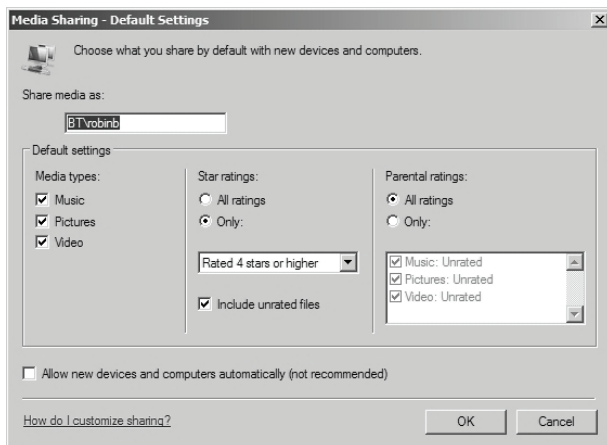 Media Sharing - Default Settings
Choose what you share by default with new devices and computers.
Share media as:
BT\robinb
Default settings
Media types:
Music
Pictures
Video
Star ratings:
All ratings
Only:
Rated 4 stars or higher
Include unrated files
Parental ratings:
All ratings
Only:
Music: Unrated
Pictures: Unrated
Video: Unrated
Allow new devices and computers automatically (not recommended)
How do I customize sharing?
OK
Cancel